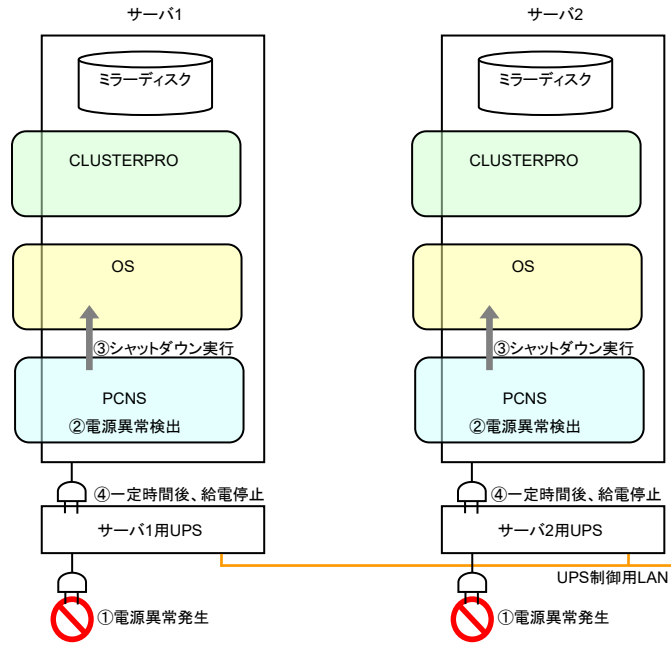 サーバ1
ミラーディスク
CLUSTERPRO
OS
③シャットダウン実行
PCNS
②電源異常検出
④一定時間後、給電停止
サーバ1用UPS
①電源異常発生
サーバ2
ミラーディスク
CLUSTERPRO
OS
③シャットダウン実行
PCNS
②電源異常検出
④一定時間後、給電停止
サーバ2用UPS
UPS制御用LAN
①電源異常発生